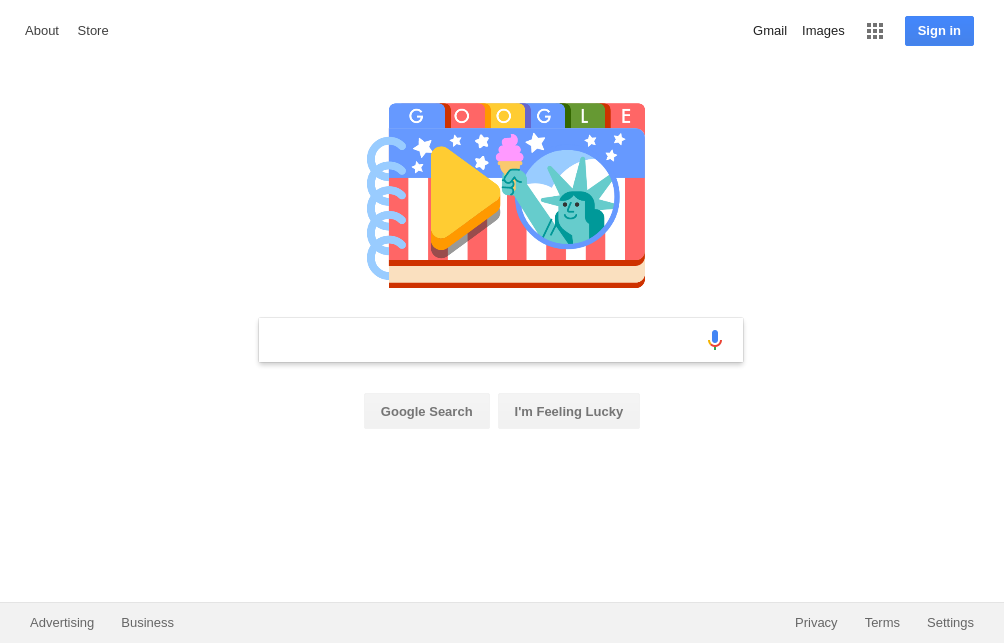 About Store Gmail Images Sign in
G O O G L E
Google Search I'm Feeling Lucky
Advertising Business Privacy Terms Settings